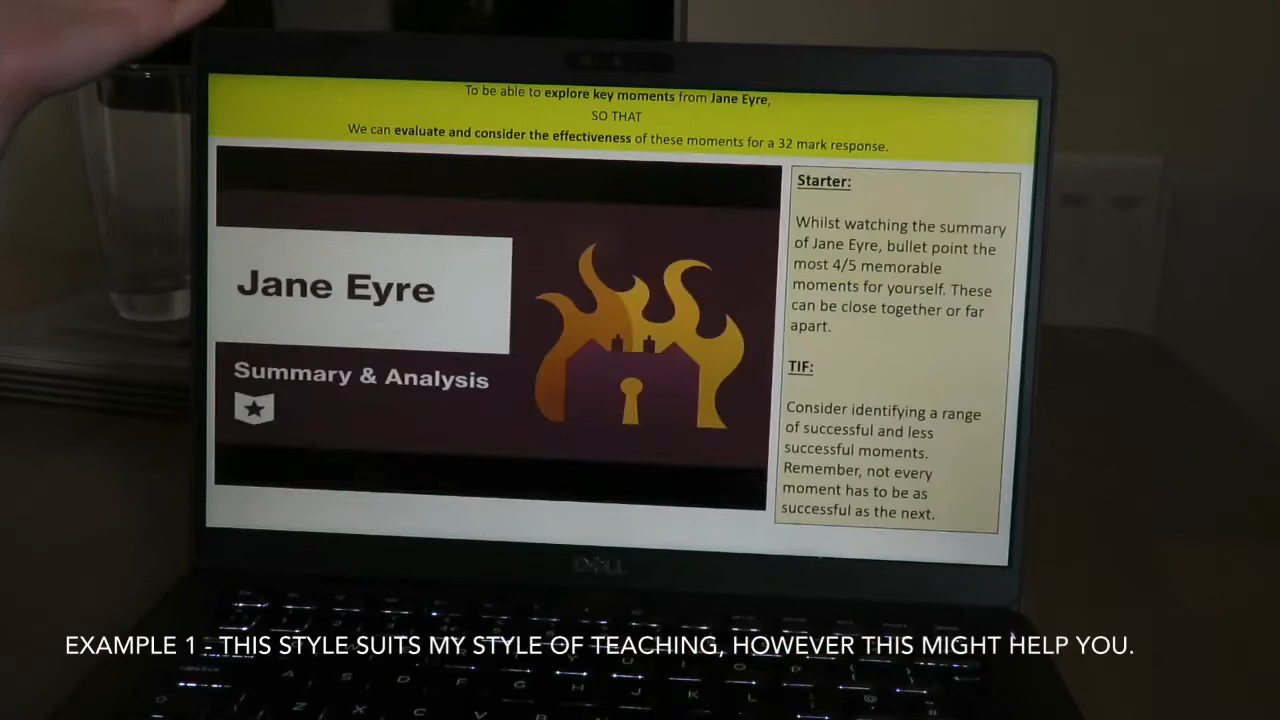 To be able to explore key moments from Jane Eyre,
SO THAT
We can evaluate and consider the effectiveness of these moments for a 32 mark response.
Jane Eyre
Summary & Analysis
Starter:
Whilst watching the summary
of Jane Eyre, bullet point the
most 4/5 memorable
moments for yourself. These
can be close together or far
apart.
TIF:
Consider identifying a range
of successful and less
successful moments.
Remember, not every
moment has to be as
successful as the next.
DELL
EXAMPLE 1 - THIS STYLE SUITS MY STYLE OF TEACHING, HOWEVER THIS MIGHT HELP YOU.